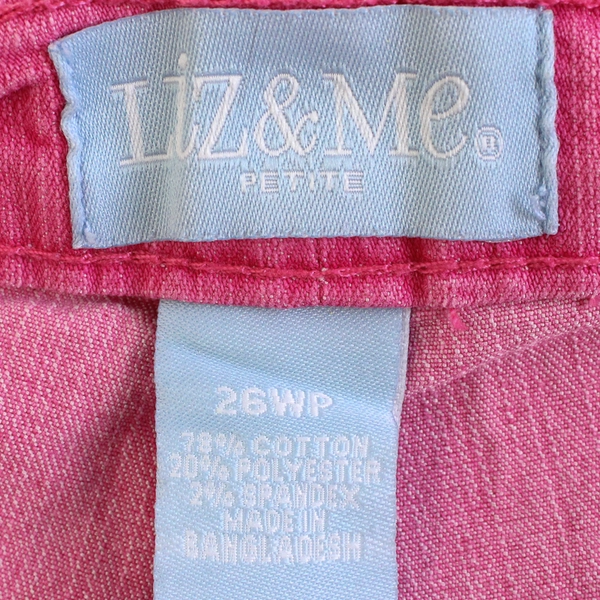 Liz&Me®
PETITE
26WP
78% COTTON
20% POLYESTER
2% SPANDEX
MADE IN
BANGLADESH